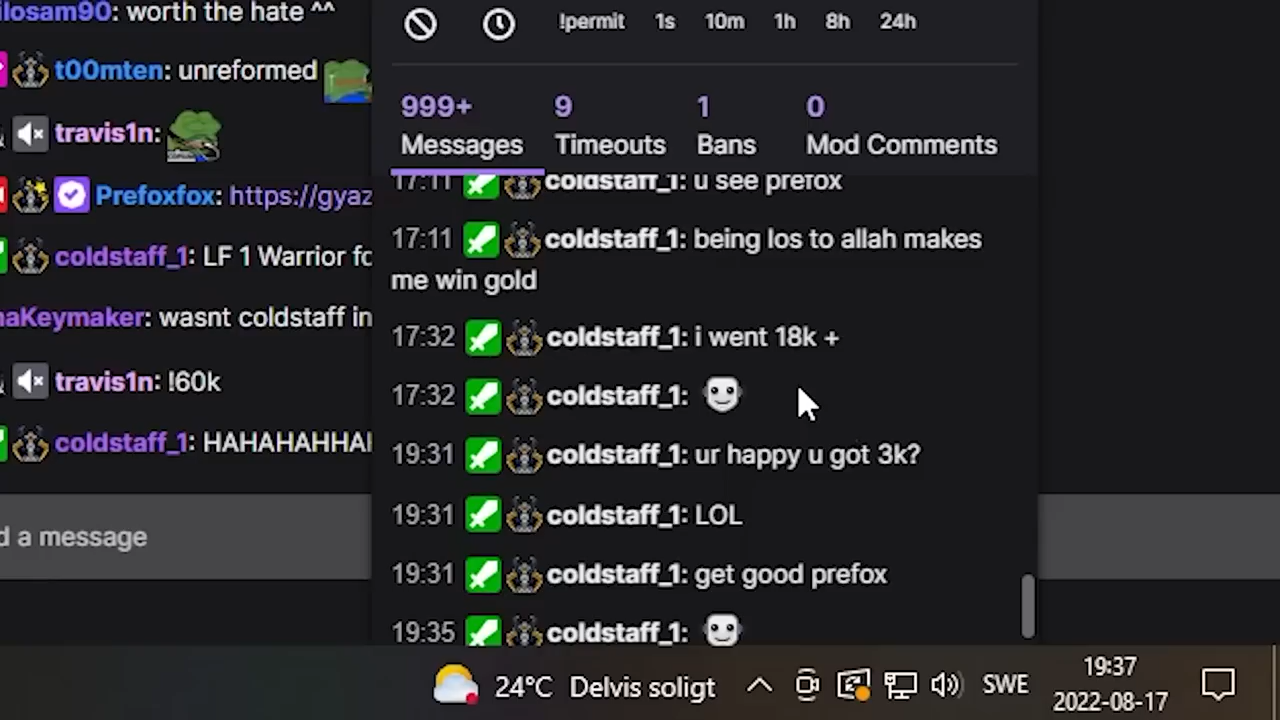 ilosam90: worth the hate ^^
t00mten: unreformed
travis1n:
Prefoxfox: https://gyaz
coldstaff_1: LF 1 Warrior fo
naKeymaker: wasnt coldstaff in
travis1n: !60k
coldstaff_1: HAHAHAHHAI
d a message
!permit 1s 10m 1h 8h 24h
999+ 9 1 0
Messages Timeouts Bans Mod Comments
17:11 coldstaff_1: u see prefox
17:11 coldstaff_1: being los to allah makes
me win gold
17:32 coldstaff_1: i went 18k +
17:32 coldstaff_1:
19:31 coldstaff_1: ur happy u got 3k?
19:31 coldstaff_1: LOL
19:31 coldstaff_1: get good prefox
19:35 coldstaff_1:
24°C Delvis soligt SWE 19:37
2022-08-17